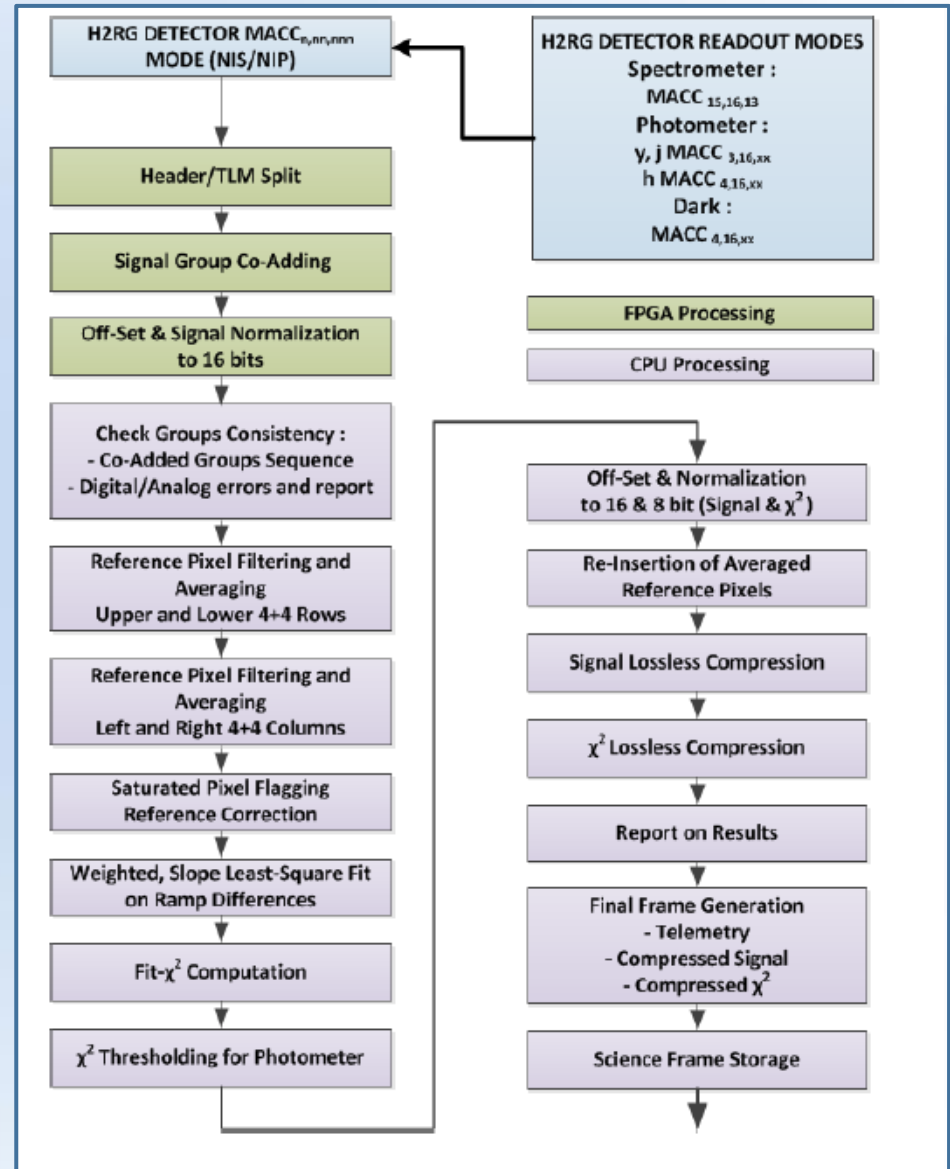 H2RG DETECTOR MACCn,nn,nnn
MODE (NIS/NIP)
H2RG DETECTOR READOUT MODES
Spectrometer :
MACC 15,16,13
Photometer :
y, j MACC 3,16,xx
h MACC 4,16,xx
Dark :
MACC 4,16,xx
FPGA Processing
CPU Processing
Header/TLM Split
Signal Group Co-Adding
Off-Set & Signal Normalization
to 16 bits
Check Groups Consistency :
- Co-Added Groups Sequence
- Digital/Analog errors and report
Reference Pixel Filtering and
Averaging
Upper and Lower 4+4 Rows
Reference Pixel Filtering and
Averaging
Left and Right 4+4 Columns
Saturated Pixel Flagging
Reference Correction
Weighted, Slope Least-Square Fit
on Ramp Differences
Fit-χ² Computation
χ² Thresholding for Photometer
Off-Set & Normalization
to 16 & 8 bit (Signal & χ²)
Re-Insertion of Averaged
Reference Pixels
Signal Lossless Compression
χ² Lossless Compression
Report on Results
Final Frame Generation
- Telemetry
- Compressed Signal
- Compressed χ²
Science Frame Storage